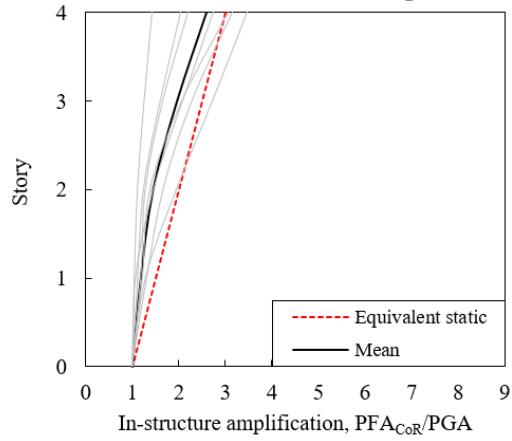 4
3
Story
2
1
0
Equivalent static
Mean
0 1 2 3 4 5 6 7 8 9
In-structure amplification, PFA_CoR/PGA